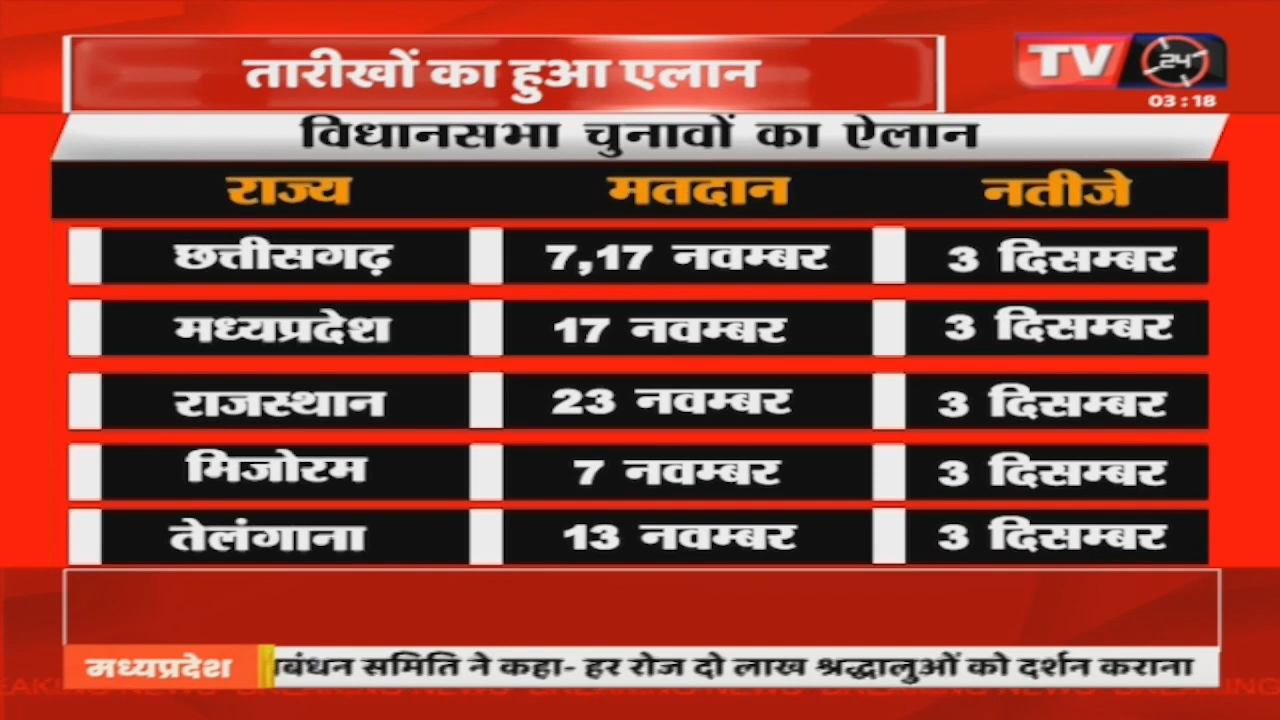 तारीखों का हुआ एलान
TV 24
03:18
विधानसभा चुनावों का ऐलान
राज्य मतदान नतीजे
छत्तीसगढ़ 7,17 नवम्बर 3 दिसम्बर
मध्यप्रदेश 17 नवम्बर 3 दिसम्बर
राजस्थान 23 नवम्बर 3 दिसम्बर
मिजोरम 7 नवम्बर 3 दिसम्बर
तेलंगाना 13 नवम्बर 3 दिसम्बर
मध्यप्रदेश बंधन समिति ने कहा- हर रोज दो लाख श्रद्धालुओं को दर्शन कराना